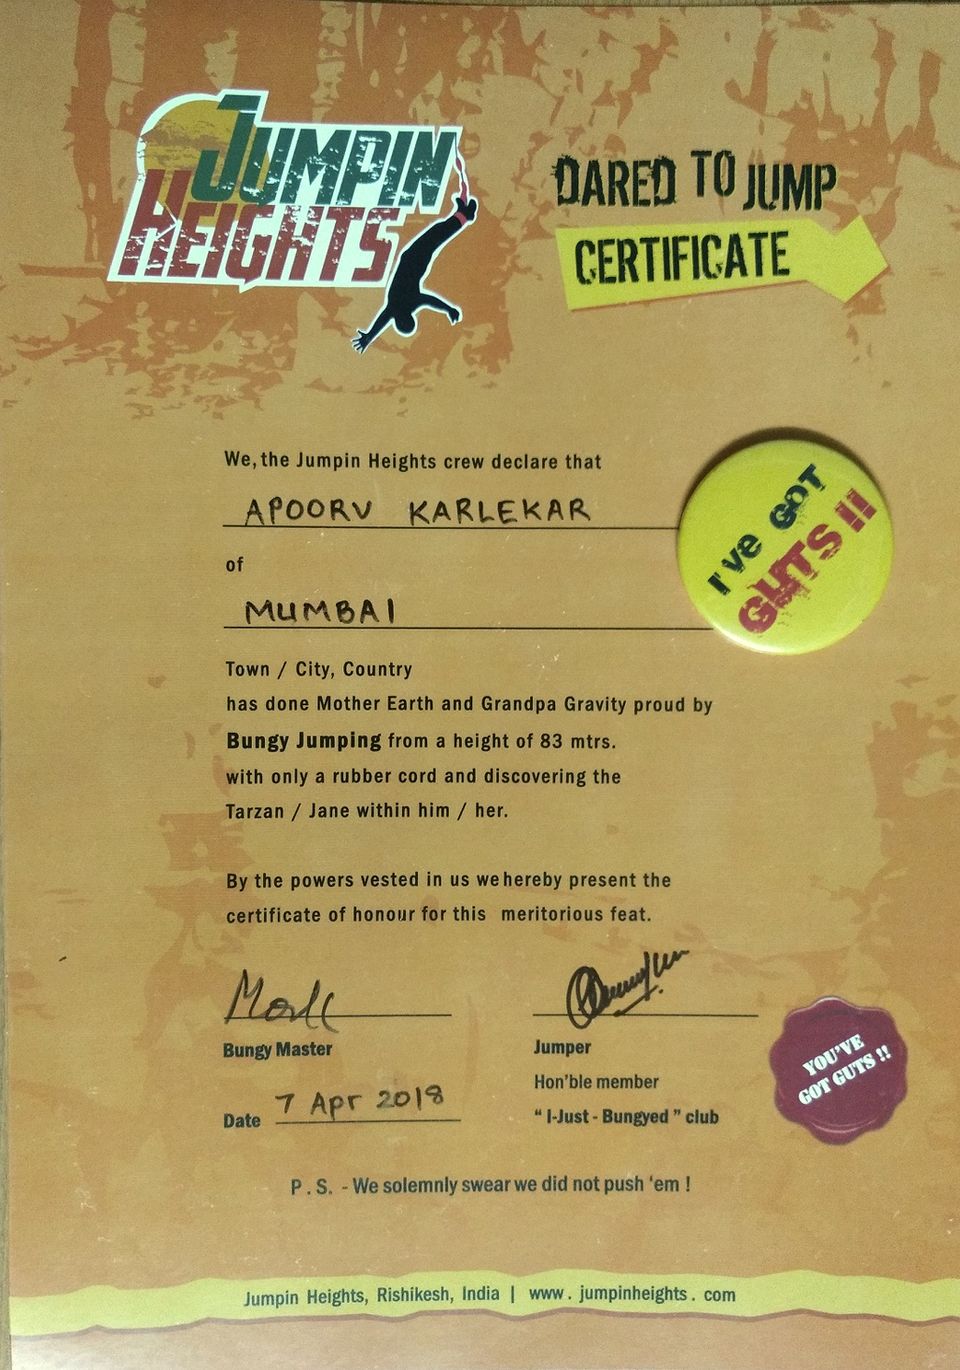 JUMPIN
HEIGHTS
DARED TO JUMP
CERTIFICATE
We, the Jumpin Heights crew declare that
APOORV KARLEKAR
I'VE GOT
GUTS !!
of
MUMBAI
Town / City, Country
has done Mother Earth and Grandpa Gravity proud by
Bungy Jumping from a height of 83 mtrs.
with only a rubber cord and discovering the
Tarzan / Jane within him / her.
By the powers vested in us we hereby present the
certificate of honour for this meritorious feat.
Bungy Master
Jumper
Hon'ble member
" I-Just - Bungyed " club
Date 7 Apr 2018
YOU'VE
GOT GUTS !!
P . S. - We solemnly swear we did not push 'em !
Jumpin Heights, Rishikesh, India | www . jumpinheights . com